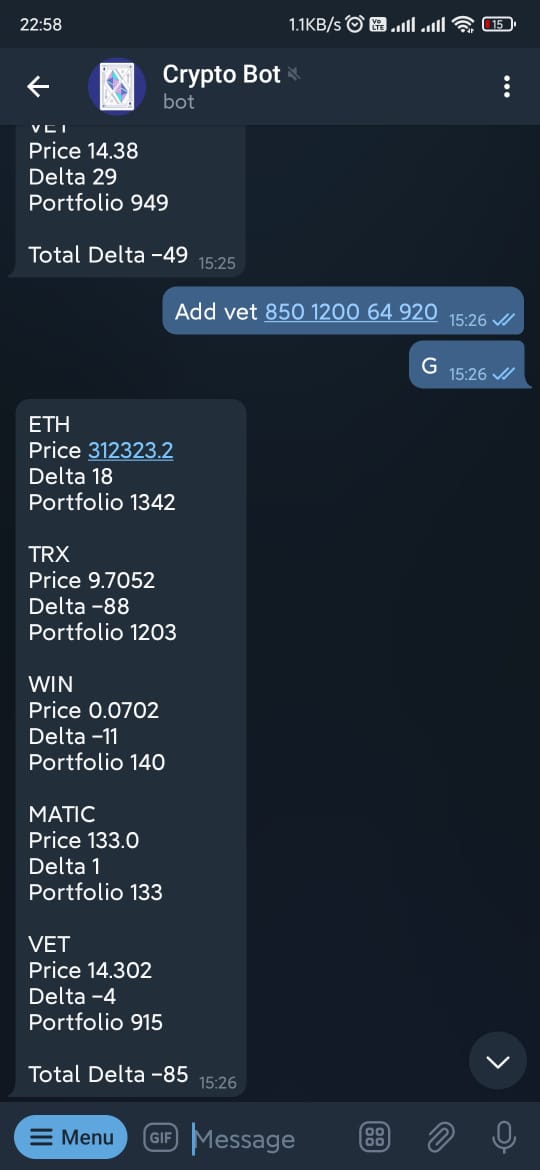 22:58
1.1KB/s Vo LTE 15
Crypto Bot
bot
VET
Price 14.38
Delta 29
Portfolio 949
Total Delta -49 15:25
Add vet 850 1200 64 920 15:26
G 15:26
ETH
Price 312323.2
Delta 18
Portfolio 1342
TRX
Price 9.7052
Delta -88
Portfolio 1203
WIN
Price 0.0702
Delta -11
Portfolio 140
MATIC
Price 133.0
Delta 1
Portfolio 133
VET
Price 14.302
Delta -4
Portfolio 915
Total Delta -85 15:26
Menu GIF Message